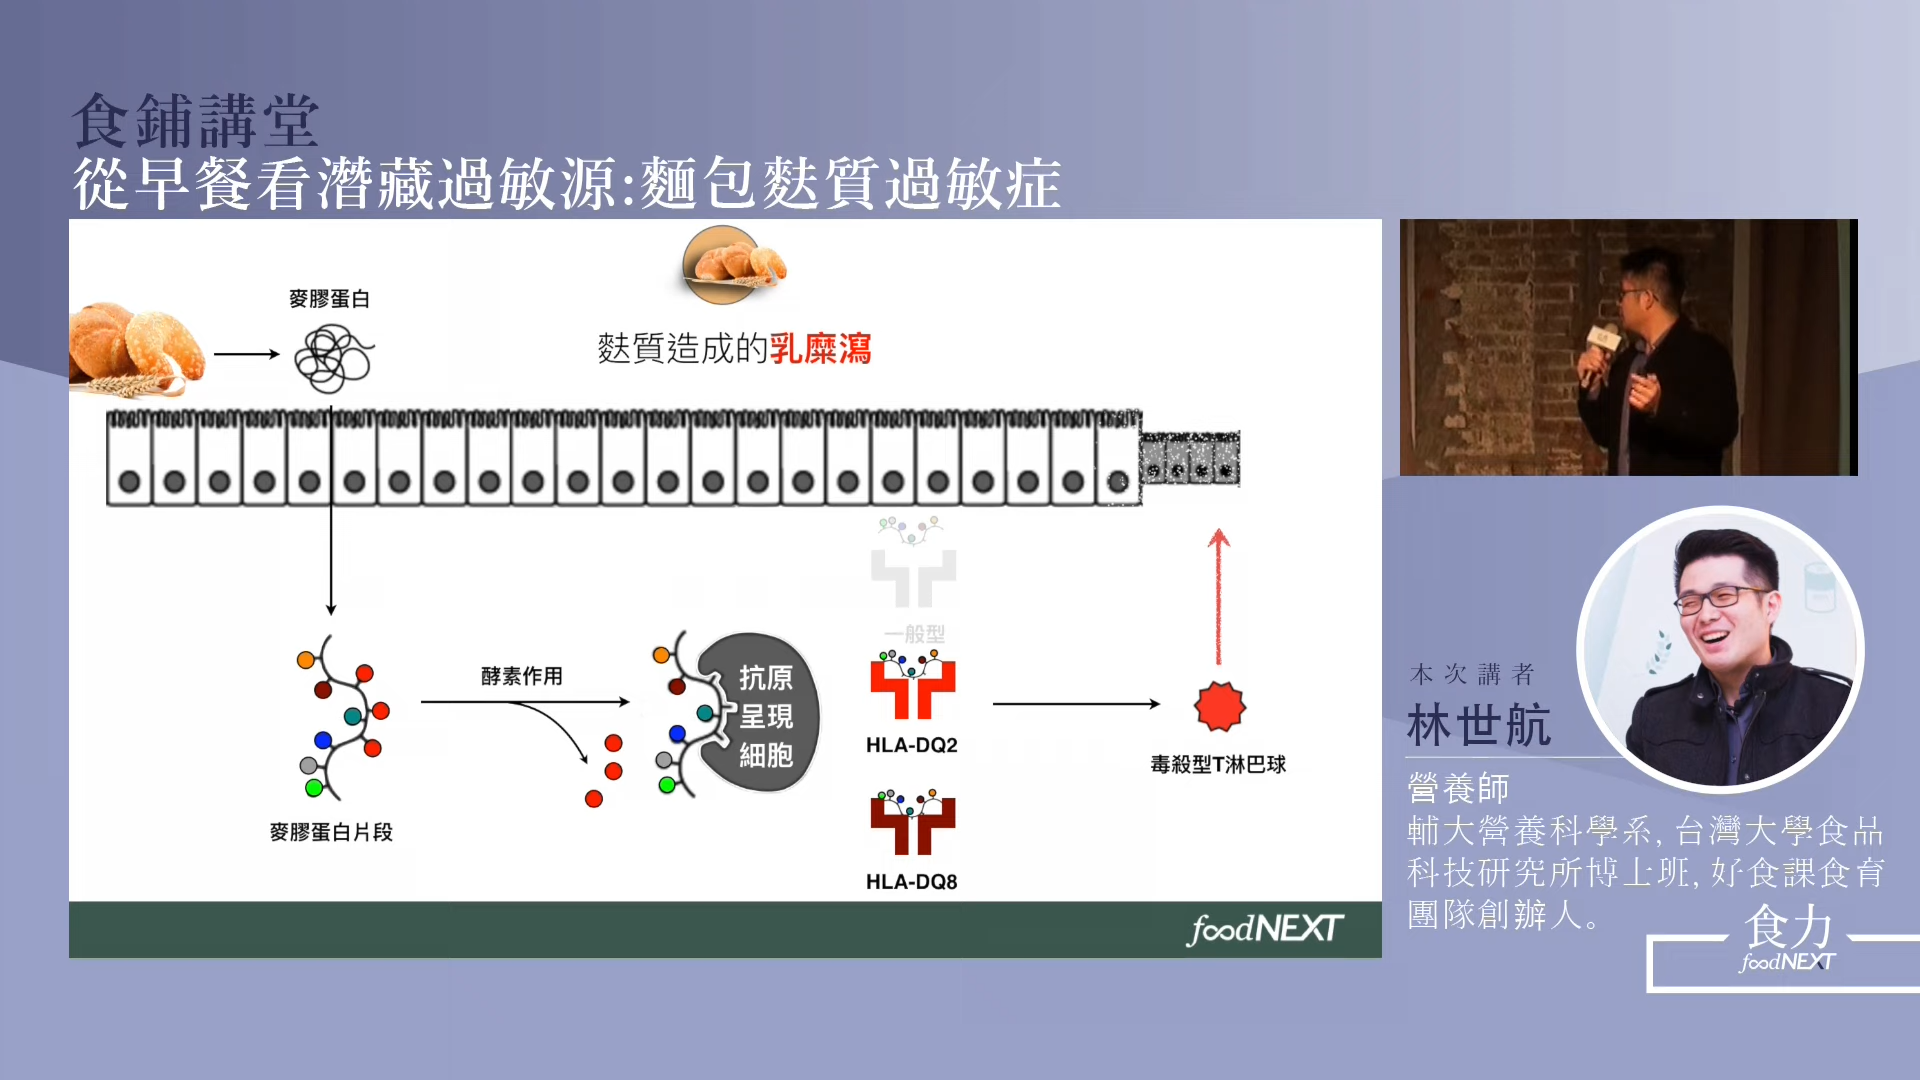 食鋪講堂
從早餐看潛藏過敏源:麵包麩質過敏症
麥膠蛋白
麩質造成的乳糜瀉
一般型
酵素作用
抗原
呈現
細胞
HLA-DQ2
毒殺型T淋巴球
麥膠蛋白片段
HLA-DQ8
foodNEXT
本次講者
林世航
營養師
輔大營養科學系, 台灣大學食品
科技研究所博士班, 好食課食育
團隊創辦人。
食力
foodNEXT